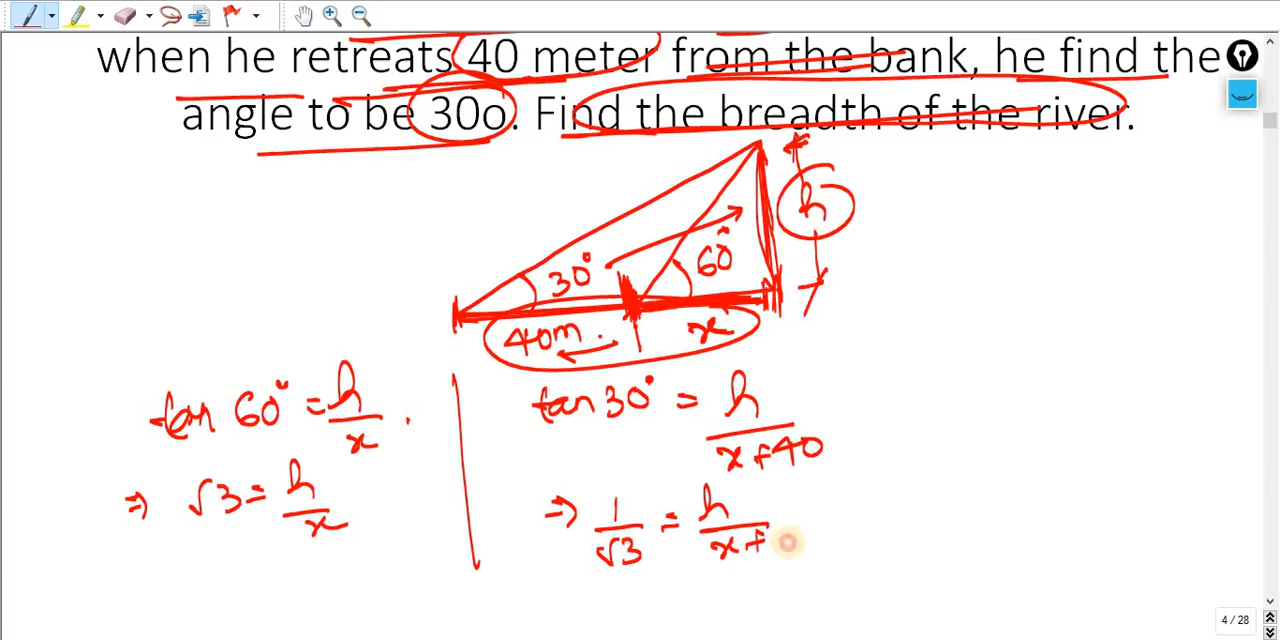 when he retreats 40 meter from the bank, he find the
angle to be 30o. Find the breadth of the river.
h
30° 60°
40m x
tan 60° = h/x
tan 30° = h/x+40
⇒ √3 = h/x
⇒ 1/√3 = h/x+
4 / 28